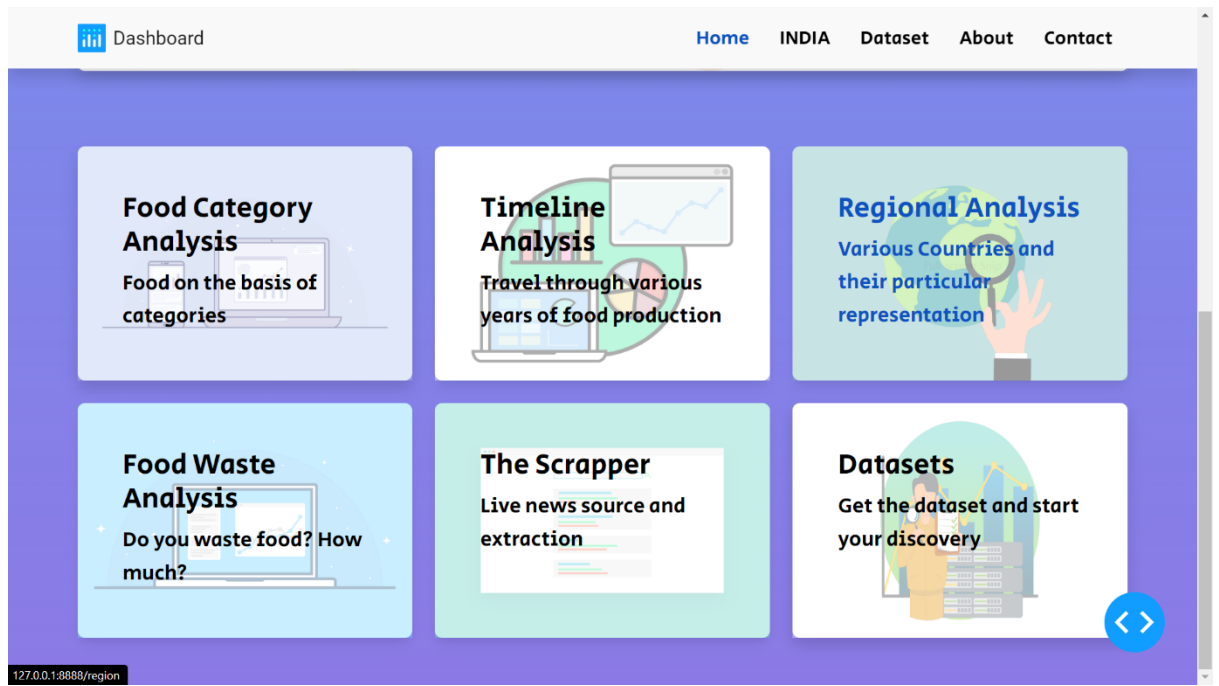 Dashboard
Home INDIA Dataset About Contact
Food Category
Analysis
Food on the basis of
categories
Timeline
Analysis
Travel through various
years of food production
Regional Analysis
Various Countries and
their particular
representation
Food Waste
Analysis
Do you waste food? How
much?
The Scrapper
Live news source and
extraction
Datasets
Get the dataset and start
your discovery
127.0.0.1:8888/region